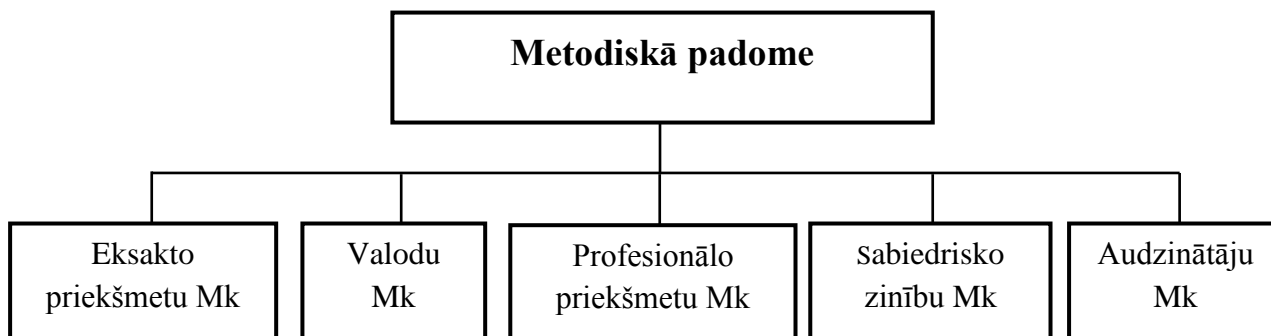 Metodiskā padome
Eksakto
priekšmetu Mk
Valodu
Mk
Profesionālo
priekšmetu Mk
Sabiedrisko
zinību Mk
Audzinātāju
Mk